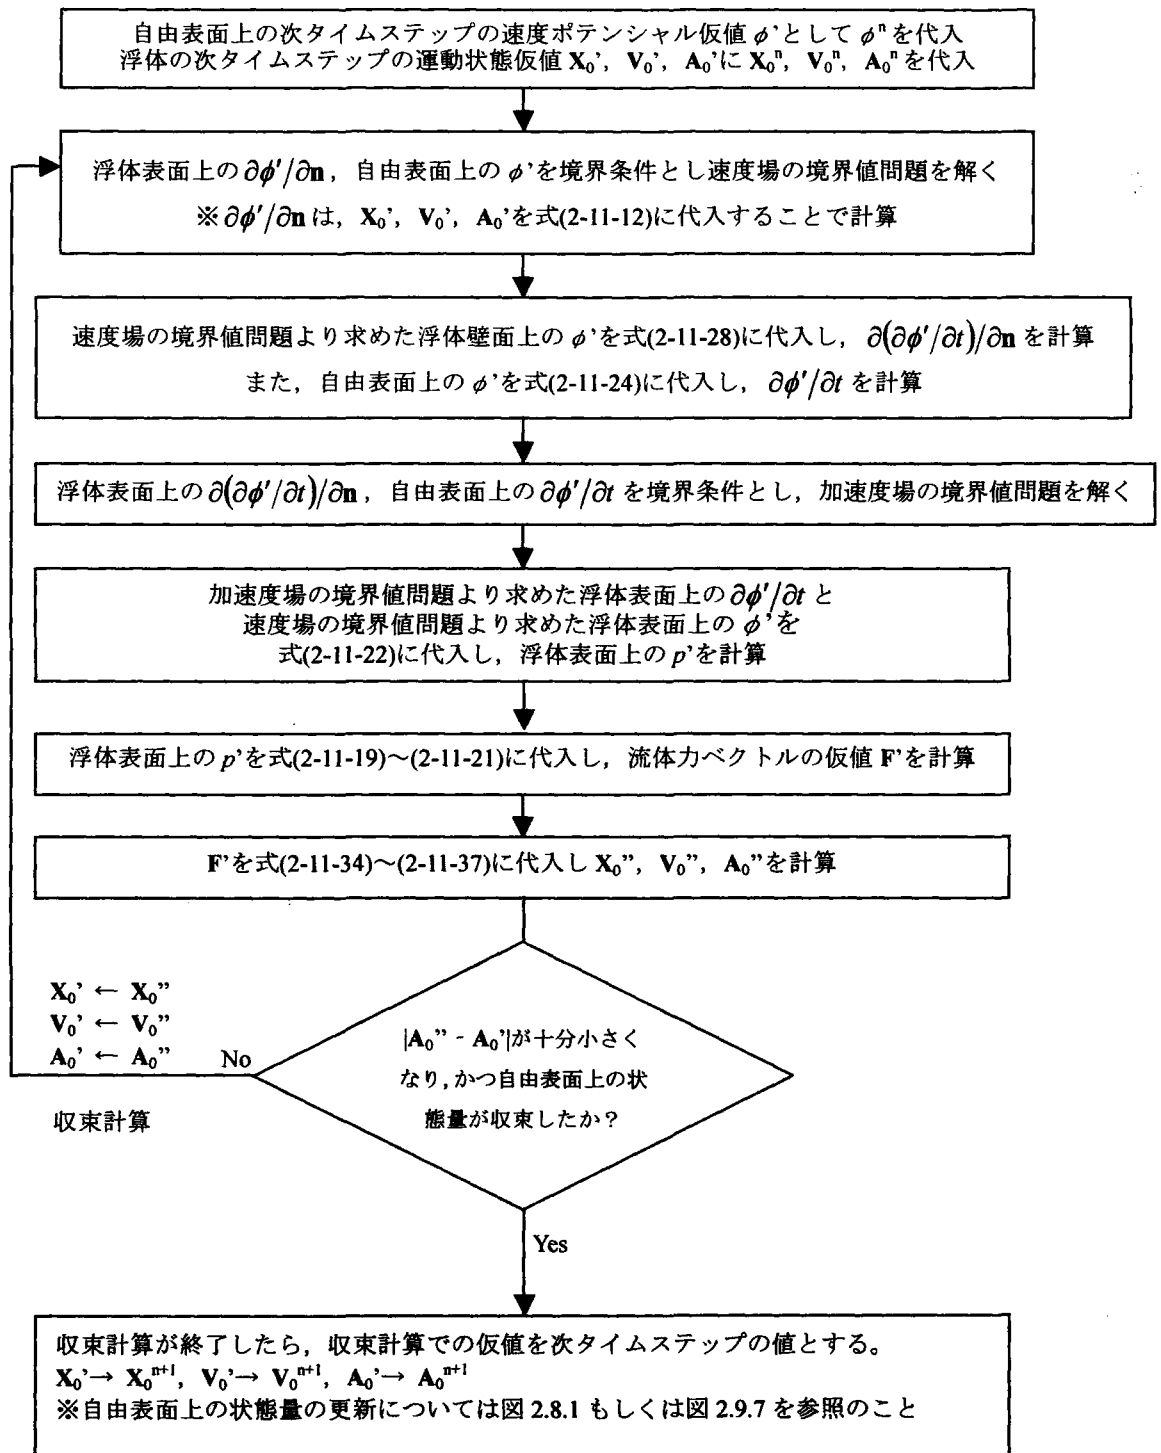 自由表面上の次タイムステップの速度ポテンシャル仮値 φ’として φⁿを代入
浮体の次タイムステップの運動状態仮値 X₀’, V₀’, A₀’に X₀ⁿ, V₀ⁿ, A₀ⁿを代入
浮体表面上の ∂φ′/∂n, 自由表面上の φ’を境界条件とし速度場の境界値問題を解く
※∂φ′/∂n は, X₀’, V₀’, A₀’を式(2-11-12)に代入することで計算
速度場の境界値問題より求めた浮体壁面上の φ’を式(2-11-28)に代入し, ∂(∂φ′/∂t)/∂n を計算
また, 自由表面上の φ’を式(2-11-24)に代入し, ∂φ′/∂t を計算
浮体表面上の ∂(∂φ′/∂t)/∂n, 自由表面上の ∂φ′/∂t を境界条件とし, 加速度場の境界値問題を解く
加速度場の境界値問題より求めた浮体表面上の ∂φ′/∂t と
速度場の境界値問題より求めた浮体表面上の φ’を
式(2-11-22)に代入し, 浮体表面上の p’を計算
浮体表面上の p’を式(2-11-19)~(2-11-21)に代入し, 流体力ベクトルの仮値 F’を計算
F’を式(2-11-34)~(2-11-37)に代入し X₀”, V₀”, A₀”を計算
X₀’ ← X₀”
V₀’ ← V₀”
A₀’ ← A₀”
No
収束計算
|A₀” - A₀’|が十分小さく
なり,かつ自由表面上の状
態量が収束したか?
Yes
収束計算が終了したら, 収束計算での仮値を次タイムステップの値とする。
X₀’→ X₀ⁿ⁺¹, V₀’→ V₀ⁿ⁺¹, A₀’→ A₀ⁿ⁺¹
※自由表面上の状態量の更新については図 2.8.1 もしくは図 2.9.7 を参照のこと